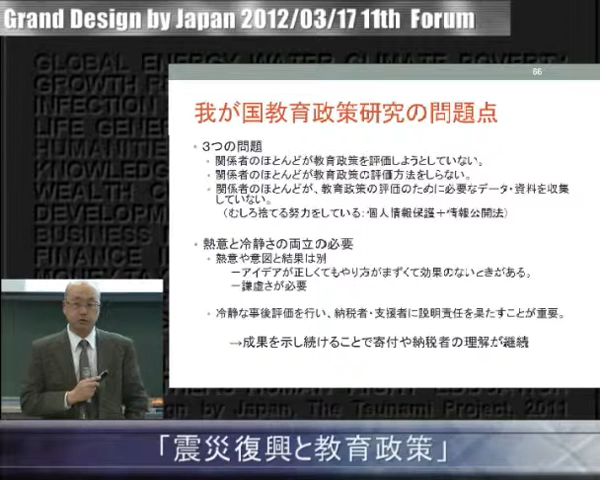 Grand Design by Japan 2012/03/17 11th Forum
GLOBAL ENERGY WATER CLIMATE POVERTY
GROWTH
INFECTION
LIFE
HUMANITIES
KNOWLEDGE
WEALTH
DEVELOPM
BUSINESS
FINANCE
66
我が国教育政策研究の問題点
・3つの問題
・関係者のほとんどが教育政策を評価しようとしていない。
・関係者のほとんどが教育政策の評価方法をしらない。
・関係者のほとんどが、教育政策の評価のために必要なデータ・資料を収集
していない。
（むしろ捨てる努力をしている：個人情報保護＋情報公開法）
・熱意と冷静さの両立の必要
・熱意や意図と結果は別
－アイデアが正しくてもやり方がまずくて効果のないときがある。
－謙虚さが必要
・冷静な事後評価を行い、納税者・支援者に説明責任を果たすことが重要。
→成果を示し続けることで寄付や納税者の理解が継続
EDUCATION
by Japan, The Tsunami Project, 2011
「震災復興と教育政策」